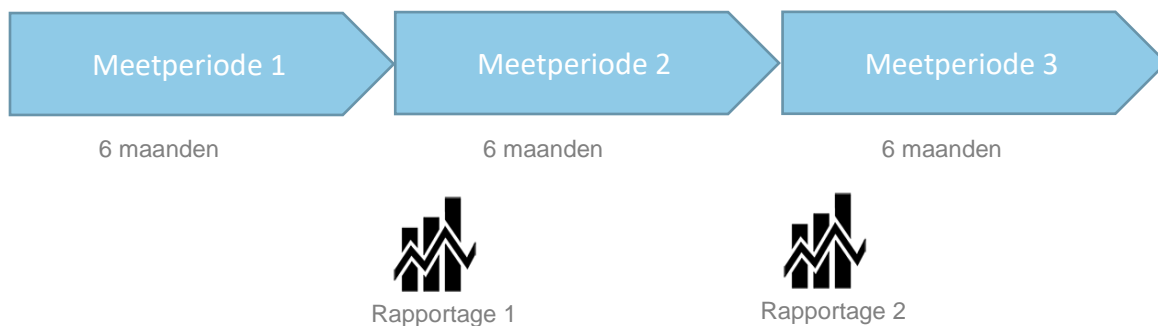 Meetperiode 1
Meetperiode 2
Meetperiode 3
6 maanden
6 maanden
6 maanden
Rapportage 1
Rapportage 2